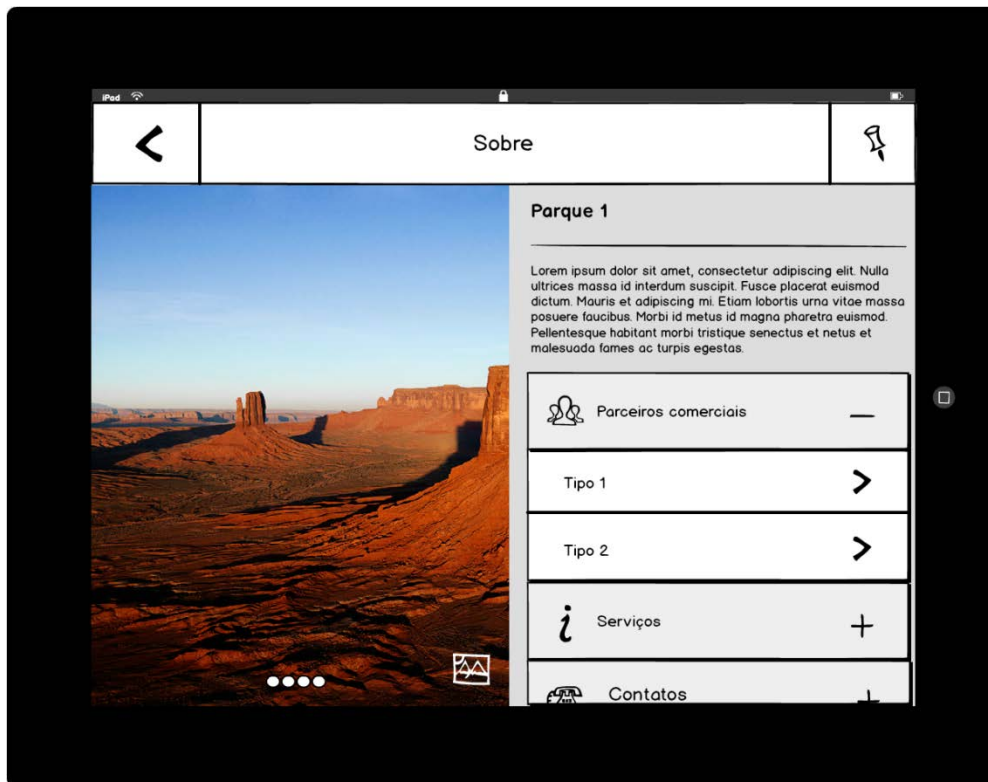 iPad
Sobre
Parque 1
Lorem ipsum dolor sit amet, consectetur adipiscing elit. Nulla
ultrices massa id interdum suscipit. Fusce placerat euismod
dictum. Mauris et adipiscing mi. Etiam lobortis urna vitae massa
posuere faucibus. Morbi id metus id magna pharetra euismod.
Pellentesque habitant morbi tristique senectus et netus et
malesuada fames ac turpis egestas.
Parceiros comerciais
Tipo 1
Tipo 2
Serviços
Contatos